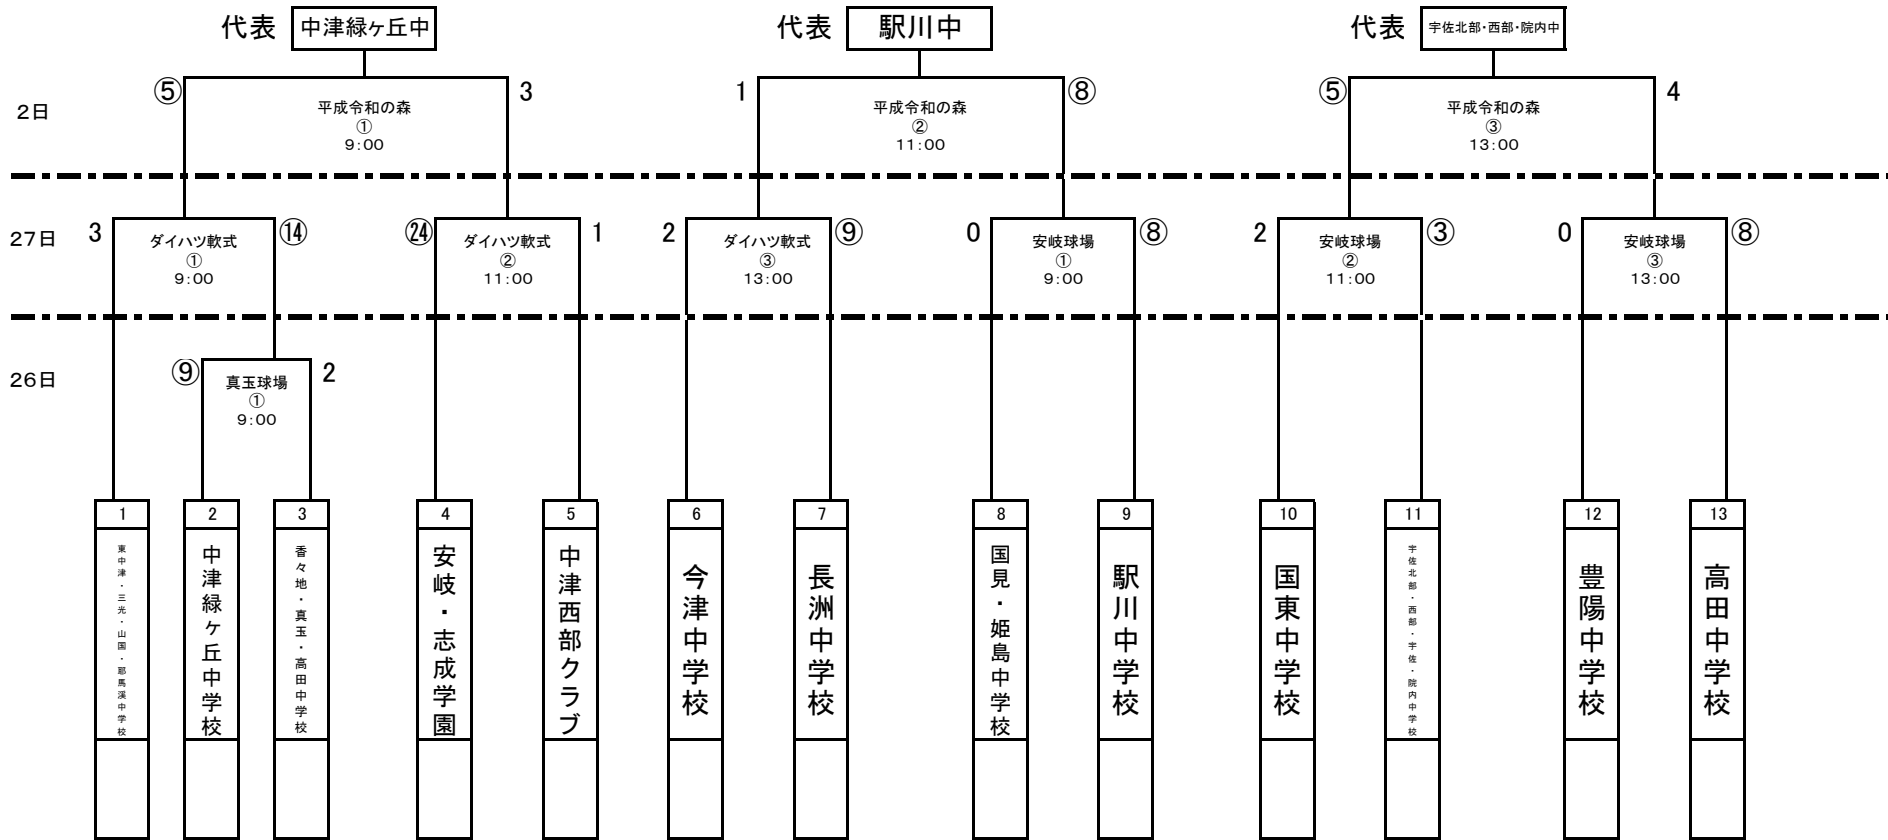 代表 中津緑ヶ丘中
代表 駅川中
代表 宇佐北部・西部・院内中
2日
⑤ 3
平成令和の森
①
9:00
1 ⑧
平成令和の森
②
11:00
⑤ 4
平成令和の森
③
13:00
27日
3 ⑭
ダイハツ軟式
①
9:00
㉔ 1
ダイハツ軟式
②
11:00
2 ⑨
ダイハツ軟式
③
13:00
0 ⑧
安岐球場
①
9:00
2 ③
安岐球場
②
11:00
0 ⑧
安岐球場
③
13:00
26日
⑨ 2
真玉球場
①
9:00
1
東中津・三光・山国・耶馬溪中学校
2
中津緑ヶ丘中学校
3
香々地・真玉・高田中学校
4
安岐・志成学園
5
中津西部クラブ
6
今津中学校
7
長洲中学校
8
国見・姫島中学校
9
駅川中学校
10
国東中学校
11
宇佐北部・西部・宇佐・院内中学校
12
豊陽中学校
13
高田中学校